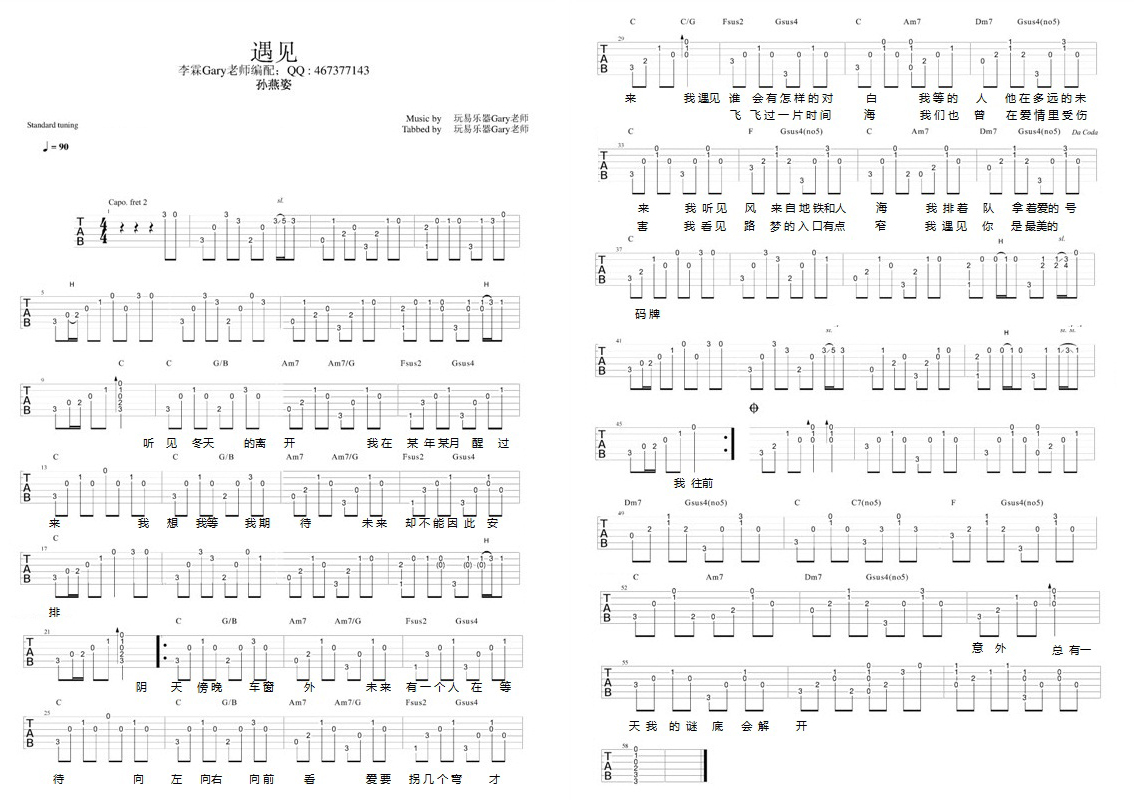 遇见
李霖Gary老师编配：QQ : 467377143
孙燕姿
Music by 玩易乐器Gary老师
Tabbed by 玩易乐器Gary老师
Standard tuning
♩ = 90
Capo. fret 2
sl.
H
H
C C G/B Am7 Am7/G Fsus2 Gsus4
听 见 冬天 的离 开 我在 某年某月 醒 过
C C G/B Am7 Am7/G Fsus2 Gsus4
来 我 想 我等 我期 待 未来 却不能因此 安
C
H
排
C G/B Am7 Am7/G Fsus2 Gsus4
阴 天 傍晚 车窗 外 未来 有一个人 在 等
C C G/B Am7 Am7/G Fsus2 Gsus4
待 向 左 向右 向前 看 爱要 拐几个弯 才
C C/G Fsus2 Gsus4 C Am7 Dm7 Gsus4(no5)
来 我遇见 谁 会有怎样的对 白 我等的 人 他在多远的未
飞 飞过一片时间 海 我们也 曾 在爱情里受伤
C F Gsus4(no5) C Am7 Dm7 Gsus4(no5) Da Coda
来 我 听见 风 来自地铁和人 海 我 排着 队 拿着爱的 号
害 我 看见 路 梦的入口有点 窄 我 遇见 你 是最美的
C
H sl.
码牌
sl. H sl. sl.
我 往前
Dm7 Gsus4(no5) C C7(no5) F Gsus4(no5)
C Am7 Dm7 Gsus4(no5)
意 外 总有一
天我 的谜 底 会解 开